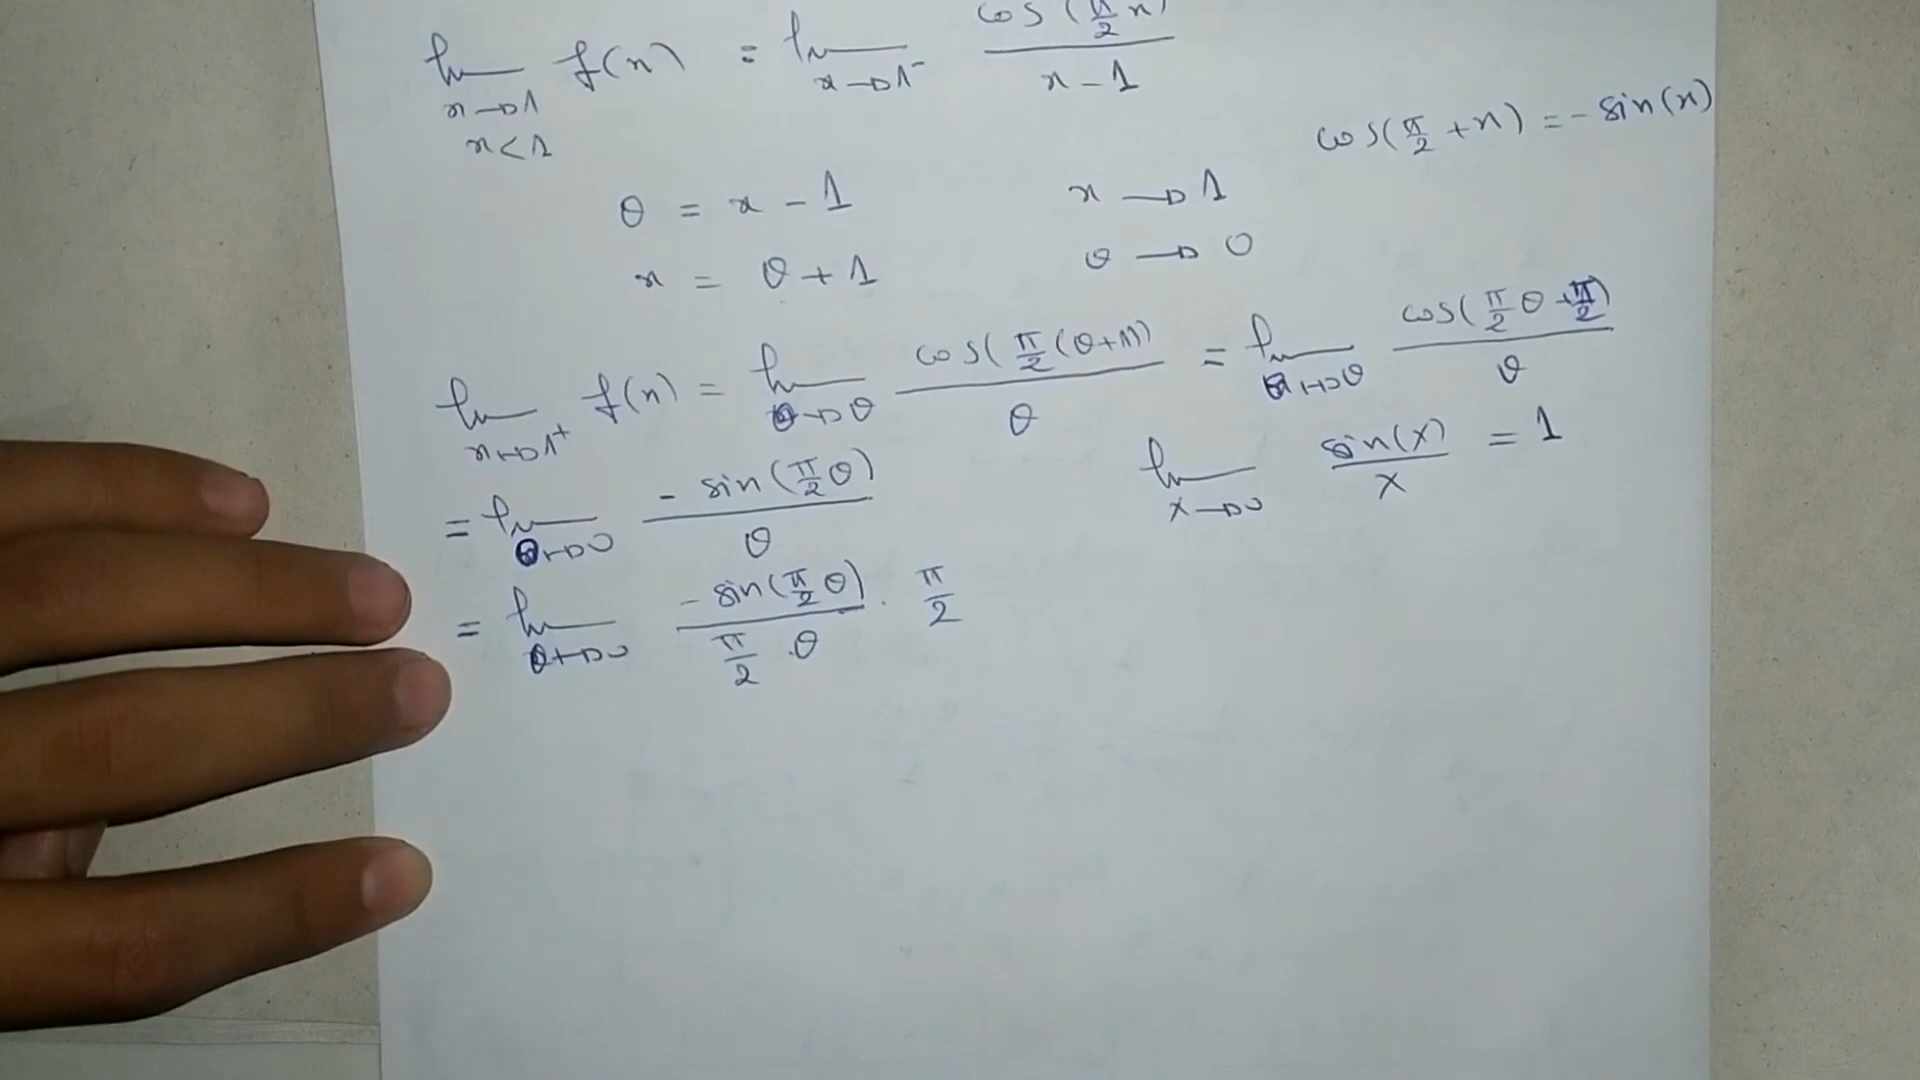 lim f(x) = lim cos(π/2 x) / x - 1
x→1 x→1⁻
x<1
cos(π/2 + x) = - sin(x)
θ = x - 1 x → 1
x = θ + 1 θ → 0
lim f(x) = lim cos(π/2 (θ+1)) / θ = lim cos(π/2 θ + π/2) / θ
x→1⁺ θ→0 θ→0
= lim - sin(π/2 θ) / θ lim sin(x) / x = 1
θ→0 x→0
= lim - sin(π/2 θ) / π/2 . θ . π/2
θ→0